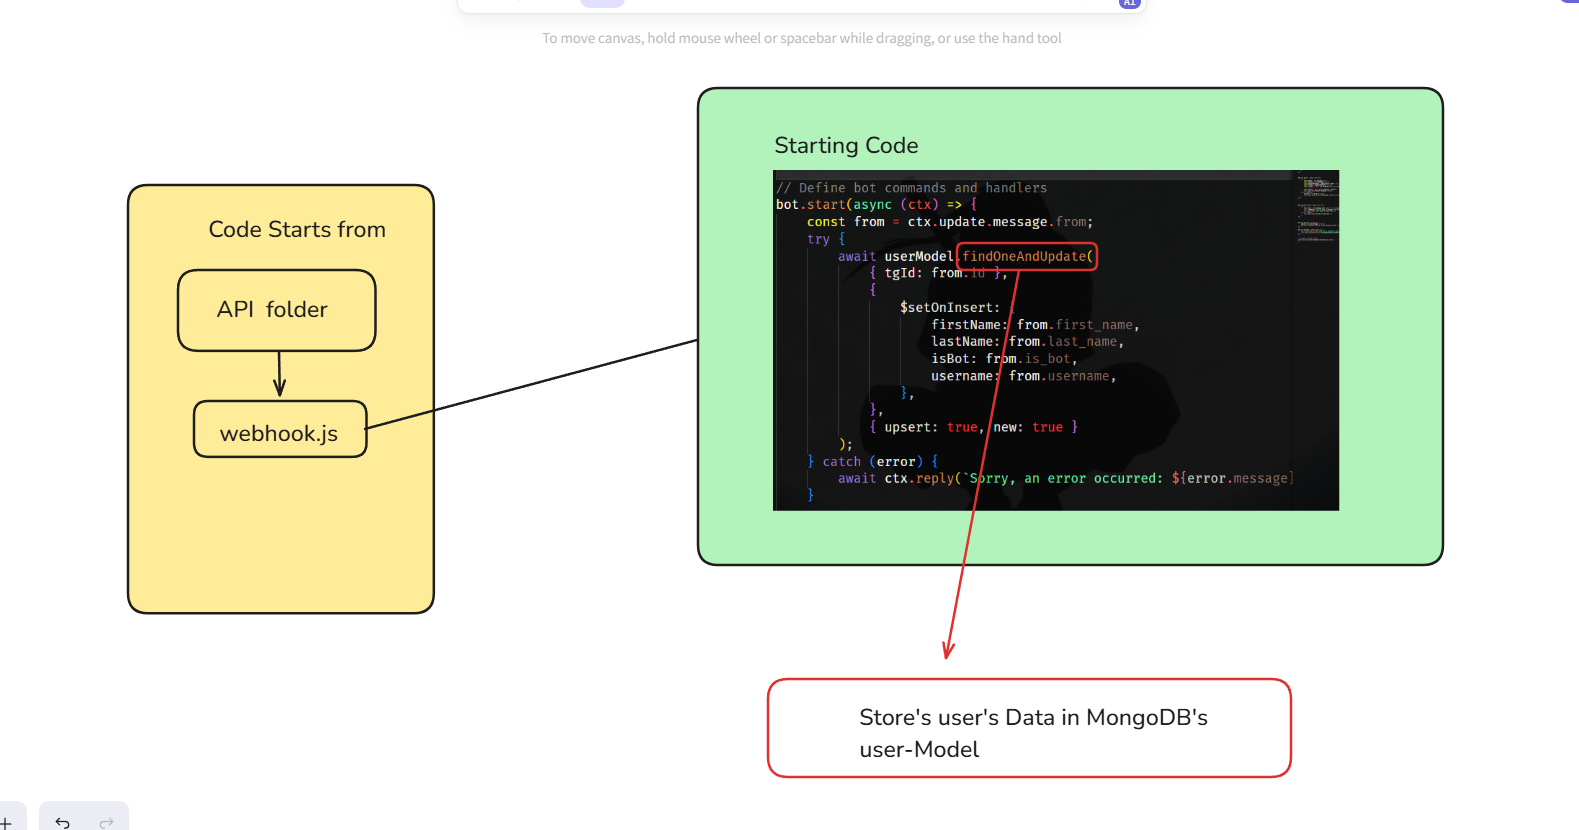 AI
To move canvas, hold mouse wheel or spacebar while dragging, or use the hand tool
Code Starts from
API  folder
webhook.js
Starting Code
// Define bot commands and handlers
bot.start(async (ctx) => {
    const from = ctx.update.message.from;
    try {
        await userModel.findOneAndUpdate(
            { tgId: from.id },
            {
                $setOnInsert: {
                    firstName: from.first_name,
                    lastName: from.last_name,
                    isBot: from.is_bot,
                    username: from.username,
                },
            },
            { upsert: true, new: true }
        );
    } catch (error) {
        await ctx.reply(`Sorry, an error occurred: ${error.message}
    }
Store's user's Data in MongoDB's
user-Model